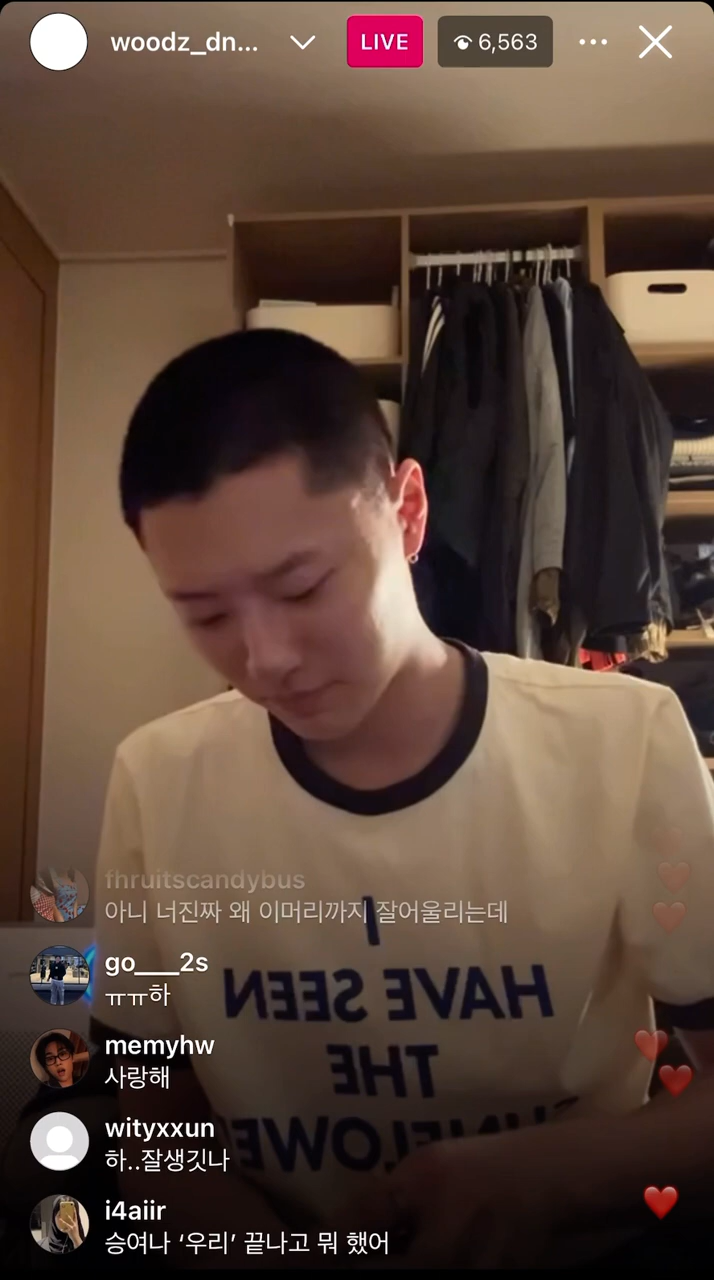 woodz_dn...
LIVE
6,563
fhruitscandybus
아니 너진짜 왜 이머리까지 잘어울리는데
I
HAVE SEEN
THE
go___2s
ㅠㅠ하
memyhw
사랑해
wityxxun
하..잘생깃나
i4aiir
승여나 ‘우리’ 끝나고 뭐 했어